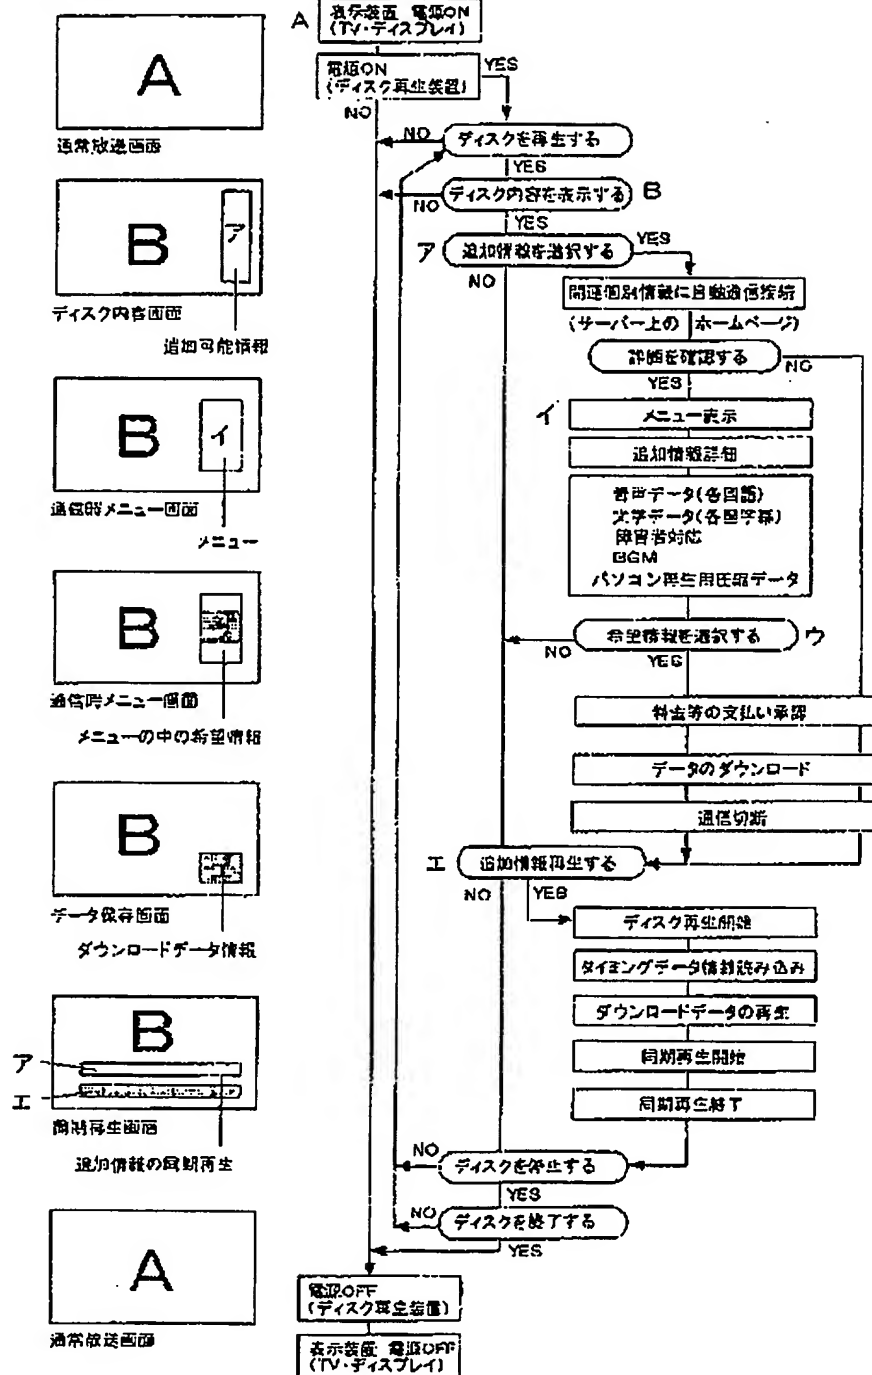 A
通常放送画面
B
ア
ディスク内容画面
追加可能情報
B
イ
通信時メニュー画面
メニュー
B
通信時メニュー画面
メニューの中の希望情報
B
データ保存画面
ダウンロードデータ情報
B
ア
エ
同期再生画面
追加情報の同期再生
A
通常放送画面
A
表示装置 電源ON
(TV・ディスプレイ)
電源ON
(ディスク再生装置)
YES
NO
ディスクを再生する
NO
YES
ディスク内容を表示する
B
NO
YES
ア
追加情報を選択する
YES
NO
関連個別情報に自動通信接続
(サーバー上の ホームページ)
詳細を確認する
NO
YES
イ
メニュー表示
追加情報詳細
音声データ(各国語)
文字データ(各国字幕)
障害者対応
BGM
パソコン再生用圧縮データ
希望情報を選択する
ウ
NO
YES
料金等の支払い承認
データのダウンロード
通信切断
エ
追加情報再生する
NO
YES
ディスク再生開始
タイミングデータ情報読み込み
ダウンロードデータの再生
同期再生開始
同期再生終了
NO
ディスクを停止する
YES
NO
ディスクを終了する
YES
電源OFF
(ディスク再生装置)
表示装置 電源OFF
(TV・ディスプレイ)